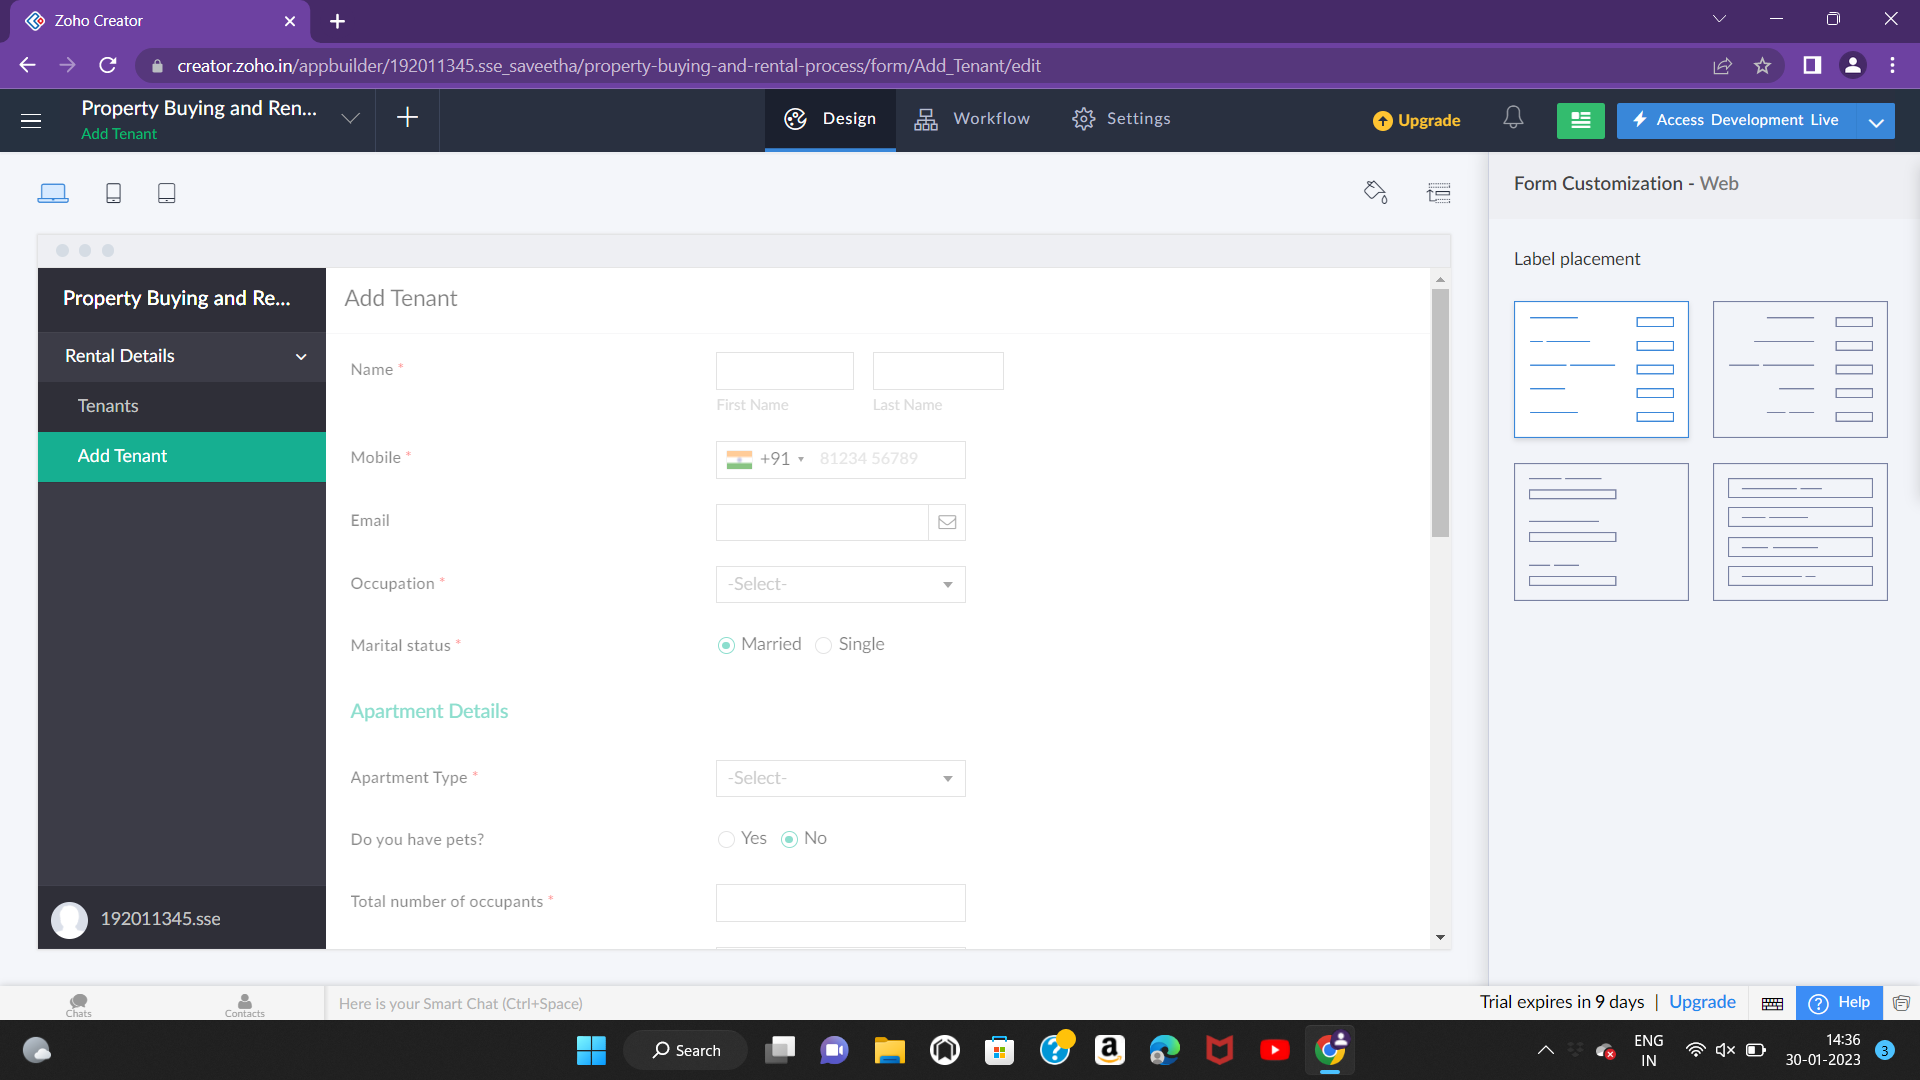 Zoho Creator
creator.zoho.in/appbuilder/192011345.sse_saveetha/property-buying-and-rental-process/form/Add_Tenant/edit
Property Buying and Ren...
Add Tenant
Design
Workflow
Settings
Upgrade
Access Development Live
Form Customization - Web
Label placement
Property Buying and Re...
Rental Details
Tenants
Add Tenant
192011345.sse
Add Tenant
Name *
First Name
Last Name
Mobile *
+91
81234 56789
Email
Occupation *
-Select-
Marital status *
Married
Single
Apartment Details
Apartment Type *
-Select-
Do you have pets?
Yes
No
Total number of occupants *
Chats
Contacts
Here is your Smart Chat (Ctrl+Space)
Trial expires in 9 days | Upgrade
Help
Search
ENG
IN
14:36
30-01-2023
3